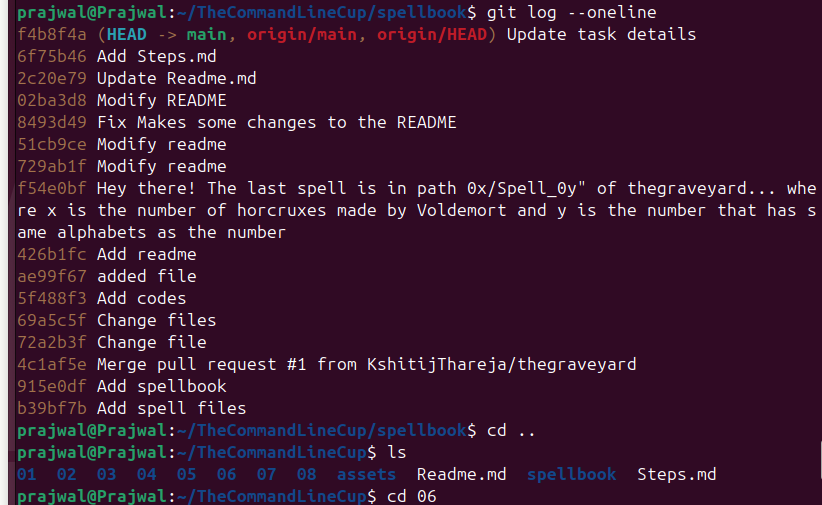 prajwal@Prajwal:~/TheCommandLineCup/spellbook$ git log --oneline
f4b8f4a (HEAD -> main, origin/main, origin/HEAD) Update task details
6f75b46 Add Steps.md
2c20e79 Update Readme.md
02ba3d8 Modify README
8493d49 Fix Makes some changes to the README
51cb9ce Modify readme
729ab1f Modify readme
f54e0bf Hey there! The last spell is in path 0x/Spell_0y" of thegraveyard... whe
re x is the number of horcruxes made by Voldemort and y is the number that has s
ame alphabets as the number
426b1fc Add readme
ae99f67 added file
5f488f3 Add codes
69a5c5f Change files
72a2b3f Change file
4c1af5e Merge pull request #1 from KshitijThareja/thegraveyard
915e0df Add spellbook
b39bf7b Add spell files
prajwal@Prajwal:~/TheCommandLineCup/spellbook$ cd ..
prajwal@Prajwal:~/TheCommandLineCup$ ls
01 02 03 04 05 06 07 08 assets Readme.md spellbook Steps.md
prajwal@Prajwal:~/TheCommandLineCup$ cd 06